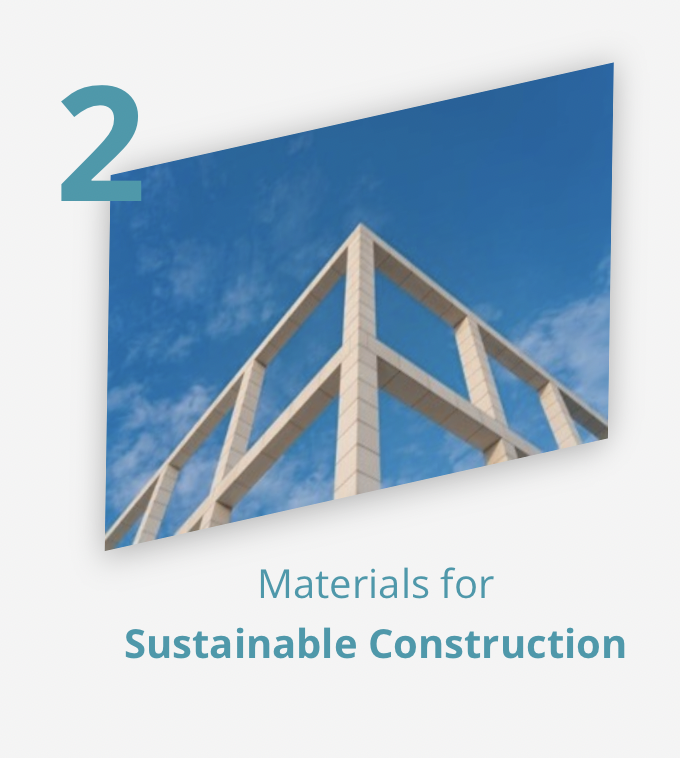 2
Materials for
Sustainable Construction